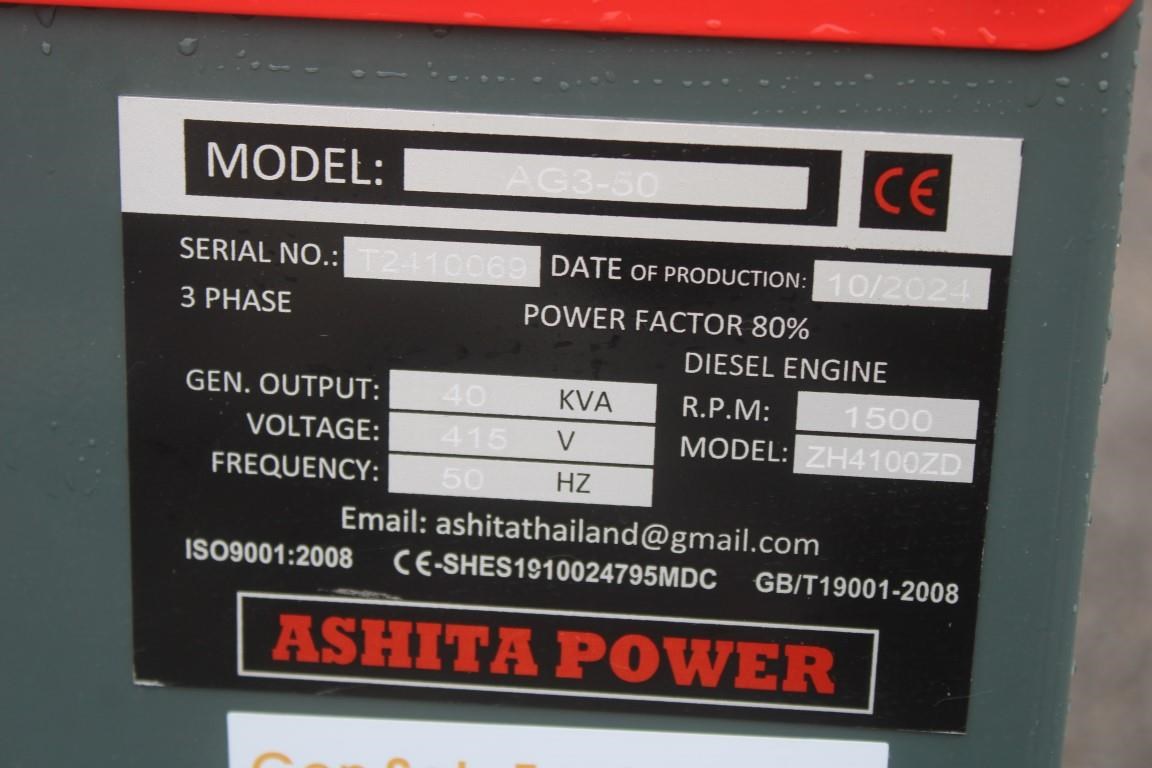 MODEL: AG3-50 CE
SERIAL NO.: T2410069 DATE OF PRODUCTION: 10/2024
3 PHASE POWER FACTOR 80%
DIESEL ENGINE
GEN. OUTPUT: 40 KVA R.P.M: 1500
VOLTAGE: 415 V MODEL: ZH4100ZD
FREQUENCY: 50 HZ
Email: ashitathailand@gmail.com
ISO9001:2008 CE-SHES1910024795MDC GB/T19001-2008
ASHITA POWER